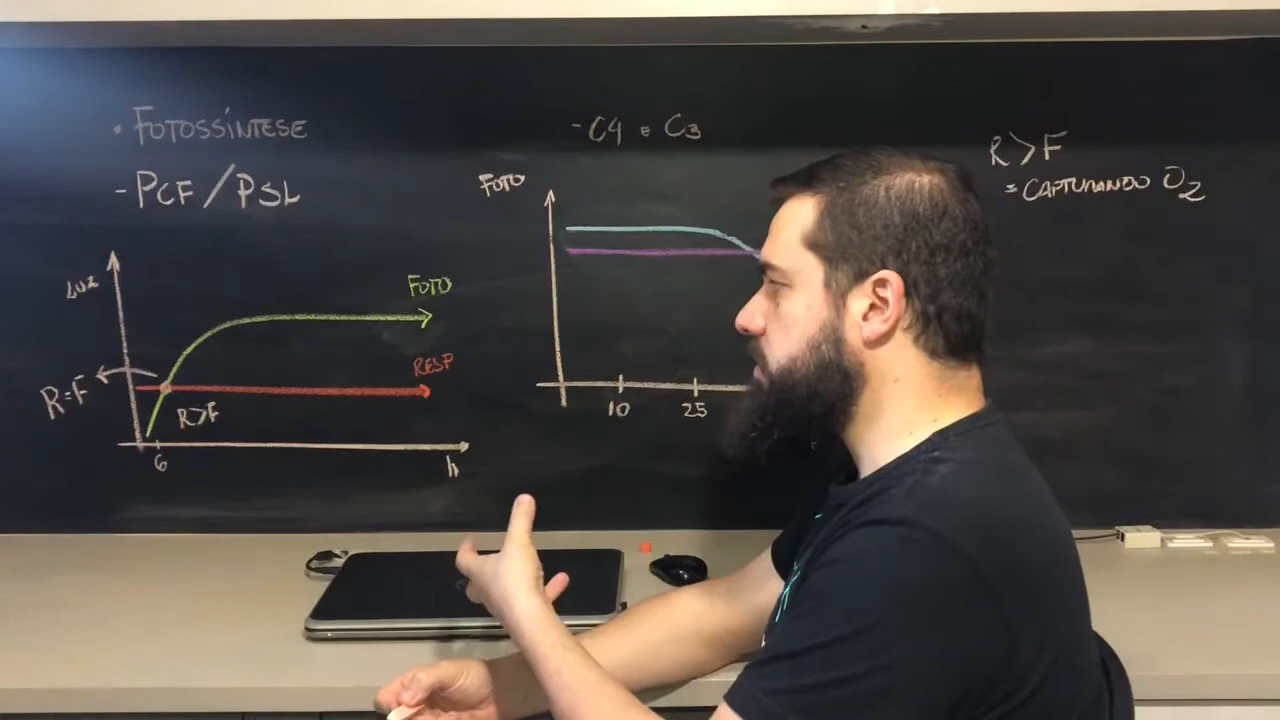 • FOTOSSÍNTESE
- PCF / PSL
LUZ
FOTO
RESP
R=F
R>F
6
h
- C4 e C3
FOTO
10
25
R>F
= CAPTURANDO O2